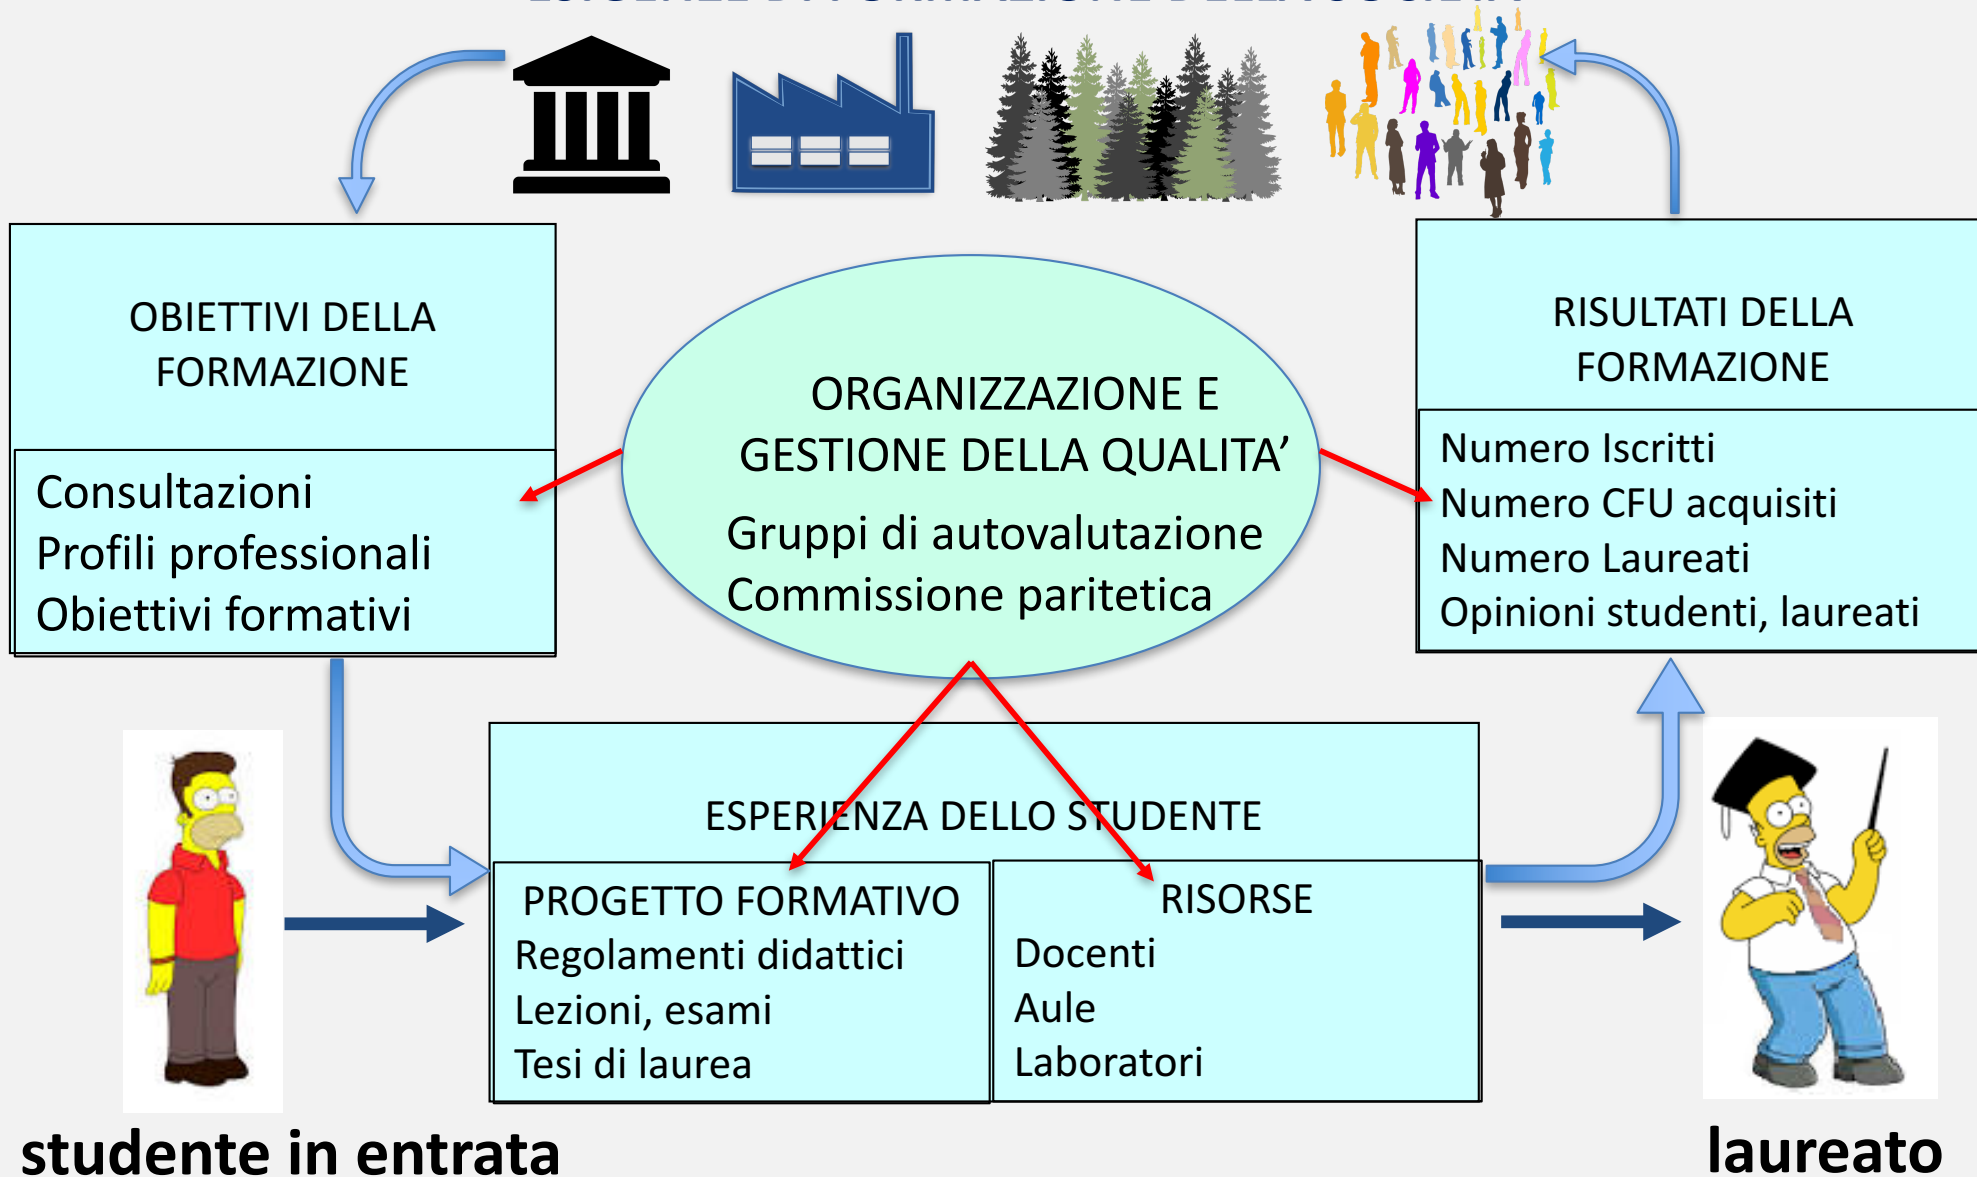 OBIETTIVI DELLA
FORMAZIONE
Consultazioni
Profili professionali
Obiettivi formativi
ORGANIZZAZIONE E
GESTIONE DELLA QUALITA’
Gruppi di autovalutazione
Commissione paritetica
RISULTATI DELLA
FORMAZIONE
Numero Iscritti
Numero CFU acquisiti
Numero Laureati
Opinioni studenti, laureati
ESPERIENZA DELLO STUDENTE
PROGETTO FORMATIVO
Regolamenti didattici
Lezioni, esami
Tesi di laurea
RISORSE
Docenti
Aule
Laboratori
studente in entrata
laureato